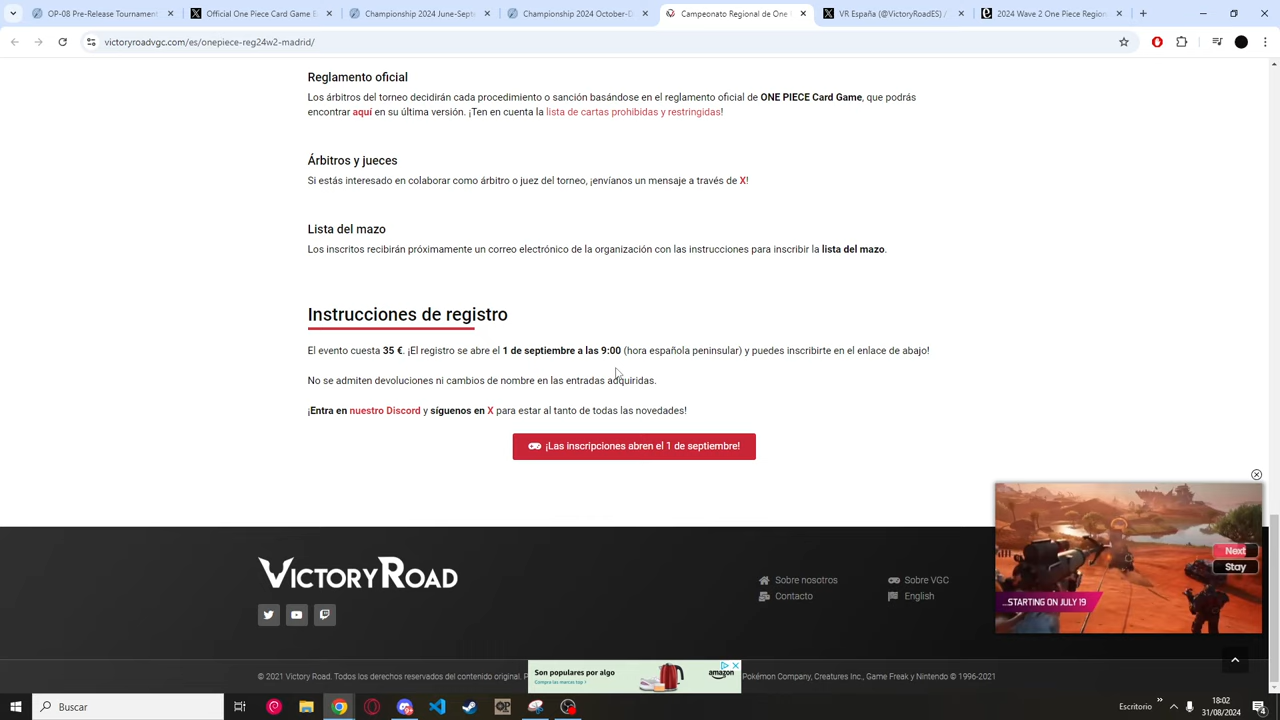 OP-08 Pre-Release Tournament
Official One Piece Card Game E
Championship 2024 June-Sept
Championship 2024 October-D
Campeonato Regional de One P
VR España (@VictoryRoadES) /
2024 Wave 2 One Piece Region
victoryroadvgc.com/es/onepiece-reg24w2-madrid/
Reglamento oficial
Los árbitros del torneo decidirán cada procedimiento o sanción basándose en el reglamento oficial de ONE PIECE Card Game, que podrás
encontrar aquí en su última versión. ¡Ten en cuenta la lista de cartas prohibidas y restringidas!
Árbitros y jueces
Si estás interesado en colaborar como árbitro o juez del torneo, ¡envíanos un mensaje a través de X!
Lista del mazo
Los inscritos recibirán próximamente un correo electrónico de la organización con las instrucciones para inscribir la lista del mazo.
Instrucciones de registro
El evento cuesta 35 €. ¡El registro se abre el 1 de septiembre a las 9:00 (hora española peninsular) y puedes inscribirte en el enlace de abajo!
No se admiten devoluciones ni cambios de nombre en las entradas adquiridas.
¡Entra en nuestro Discord y síguenos en X para estar al tanto de todas las novedades!
¡Las inscripciones abren el 1 de septiembre!
Next
Stay
...STARTING ON JULY 19
VICTORYROAD
Sobre nosotros
Sobre VGC
Contacto
English
© 2021 Victory Road. Todos los derechos reservados del contenido original. P
Son populares por algo
Compra las marcas top !
amazon
Pokémon Company, Creatures Inc., Game Freak y Nintendo © 1996-2021
Buscar
OP
Escritorio
18:02
31/08/2024